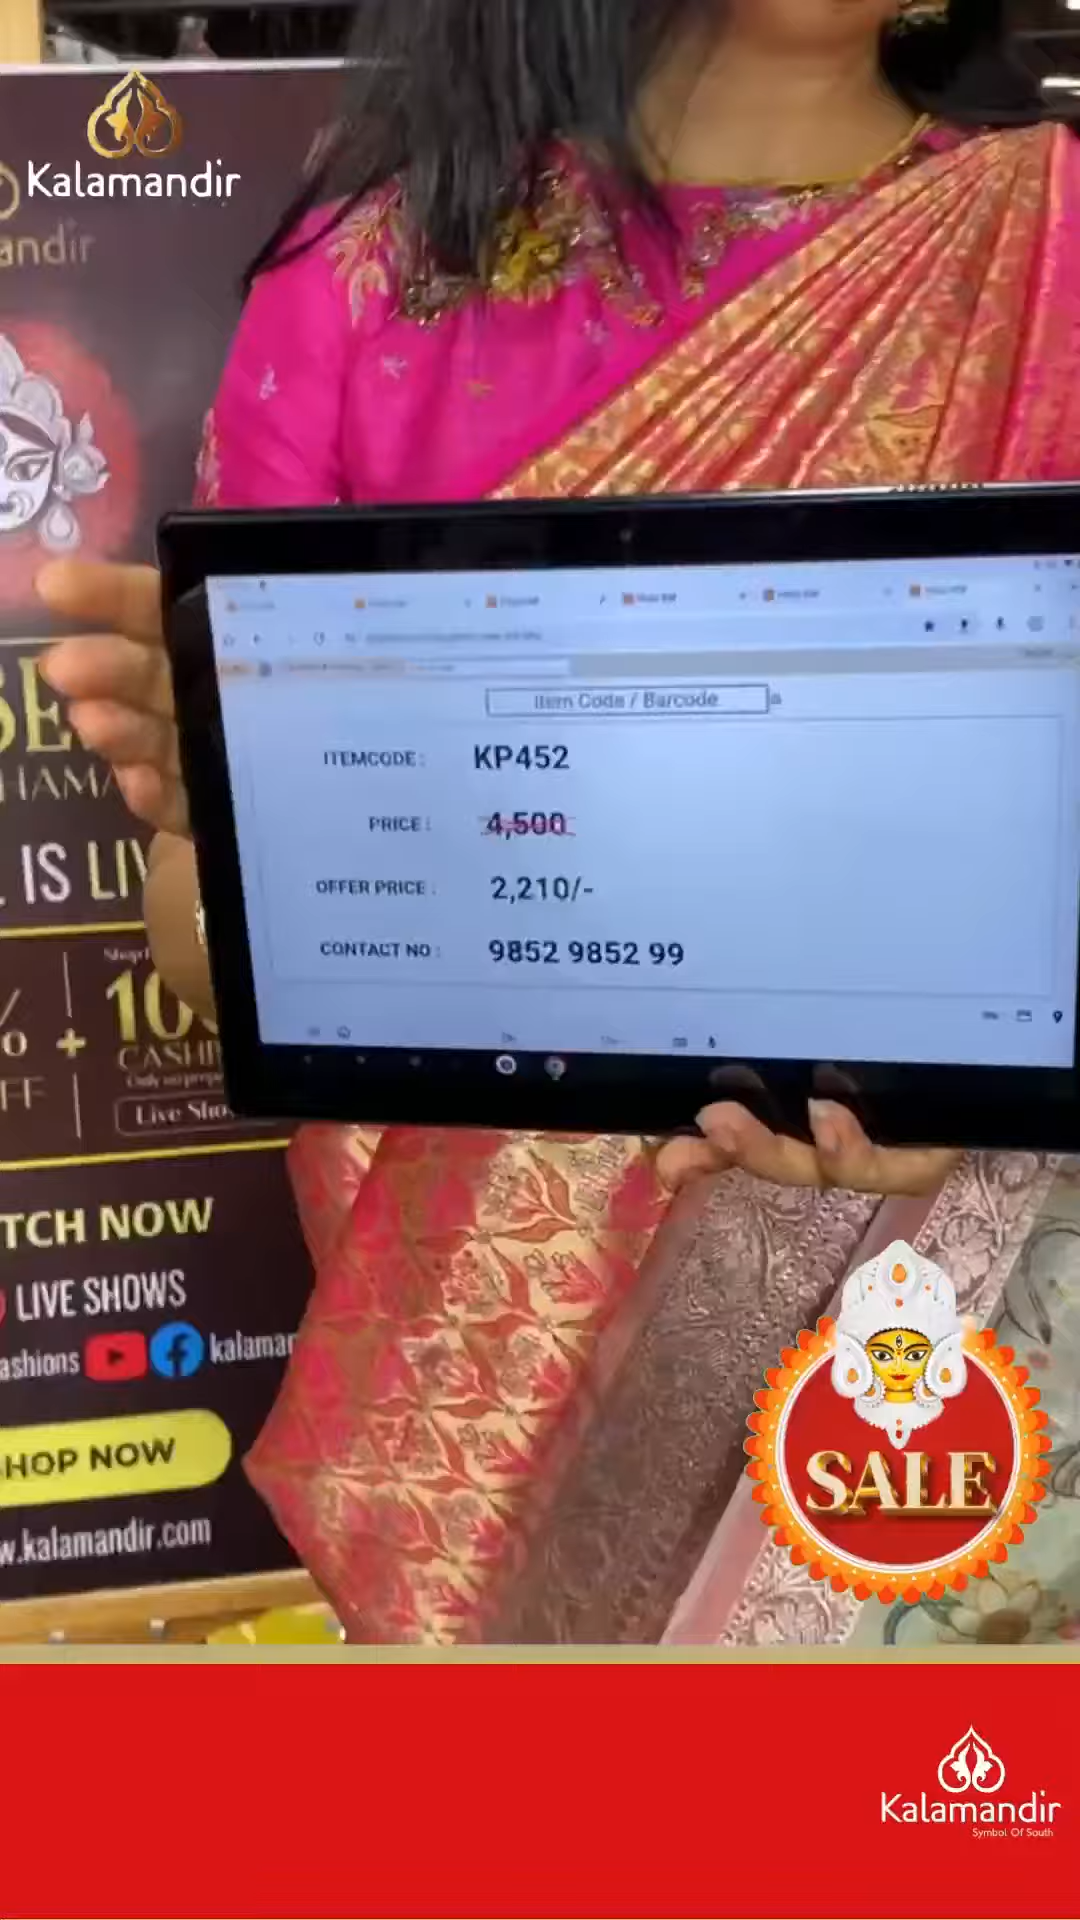 Kalamandir
andir
Item Code / Barcode
ITEMCODE : KP452
PRICE : 4,500
OFFER PRICE : 2,210/-
CONTACT NO : 9852 9852 99
IS LIV
+
CASH
FF
Live Sho
TCH NOW
LIVE SHOWS
ashions
kalaman
HOP NOW
w.kalamandir.com
SALE
Kalamandir
Symbol Of South